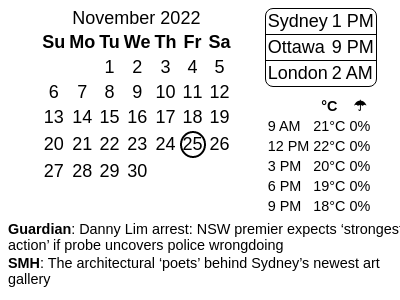 November 2022
Su Mo Tu We Th Fr Sa
1 2 3 4 5
6 7 8 9 10 11 12
13 14 15 16 17 18 19
20 21 22 23 24 25 26
27 28 29 30
Sydney 1 PM
Ottawa 9 PM
London 2 AM
°C ☂
9 AM 21°C 0%
12 PM 22°C 0%
3 PM 20°C 0%
6 PM 19°C 0%
9 PM 18°C 0%
Guardian: Danny Lim arrest: NSW premier expects ‘strongest
action’ if probe uncovers police wrongdoing
SMH: The architectural ‘poets’ behind Sydney’s newest art
gallery